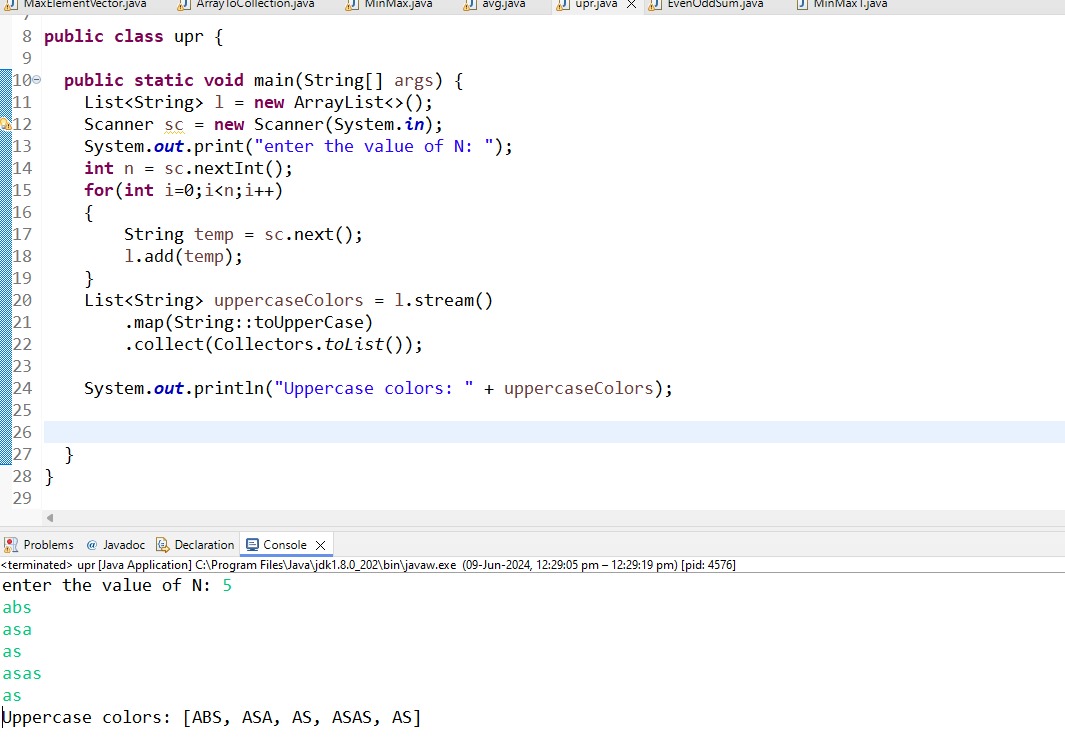 MaxElementVector.java ArrayToCollection.java MinMax.java avg.java upr.java EvenOddSum.java MinMax1.java
7
8 public class upr {
9
10 public static void main(String[] args) {
11 List<String> l = new ArrayList<>();
12 Scanner sc = new Scanner(System.in);
13 System.out.print("enter the value of N: ");
14 int n = sc.nextInt();
15 for(int i=0;i<n;i++)
16 {
17 String temp = sc.next();
18 l.add(temp);
19 }
20 List<String> uppercaseColors = l.stream()
21 .map(String::toUpperCase)
22 .collect(Collectors.toList());
23
24 System.out.println("Uppercase colors: " + uppercaseColors);
25
26
27 }
28 }
29
Problems @ Javadoc Declaration Console
<terminated> upr [Java Application] C:\Program Files\Java\jdk1.8.0_202\bin\javaw.exe (09-Jun-2024, 12:29:05 pm – 12:29:19 pm) [pid: 4576]
enter the value of N: 5
abs
asa
as
asas
as
Uppercase colors: [ABS, ASA, AS, ASAS, AS]